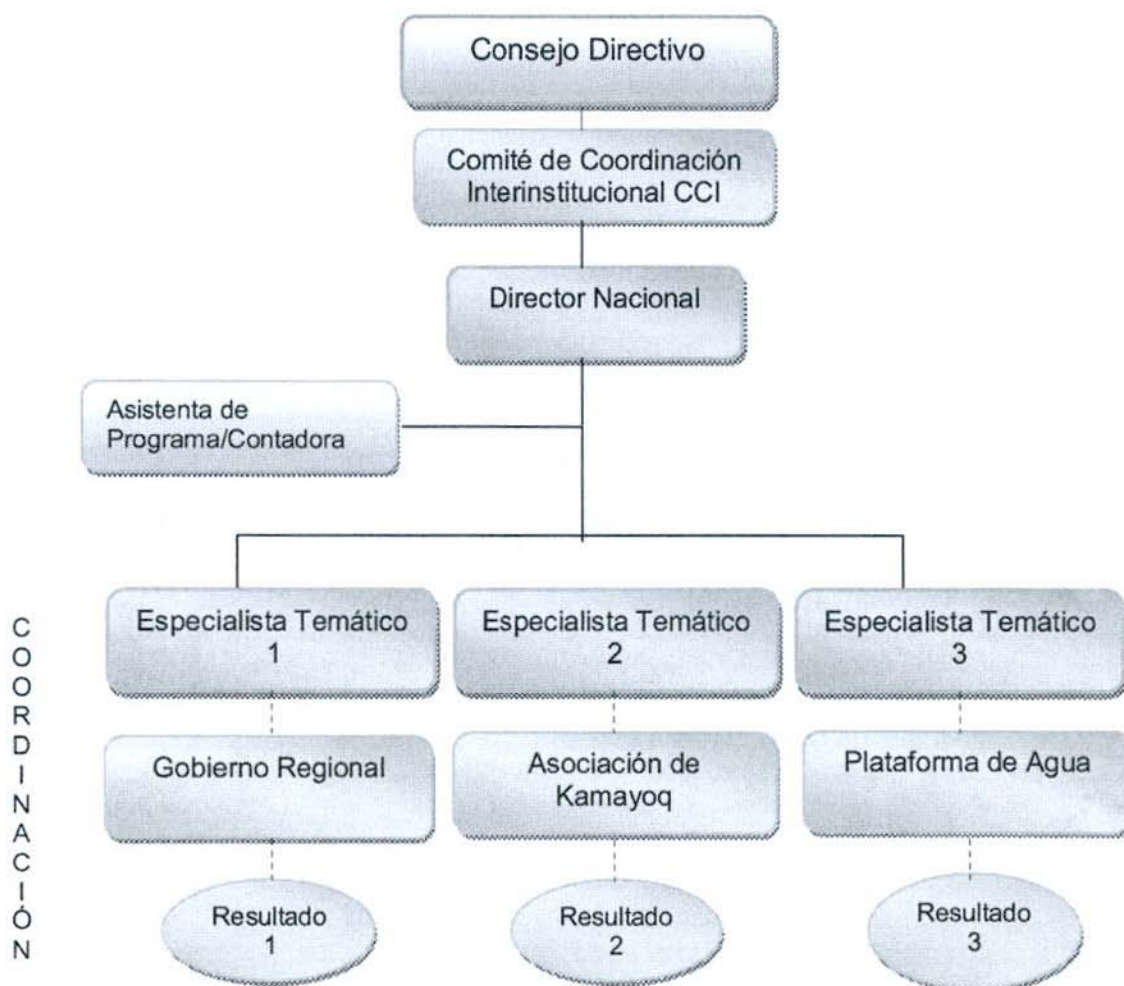 Consejo Directivo
Comité de Coordinación
Interinstitucional CCI
Director Nacional
Asistenta de
Programa/Contadora
Especialista Temático
1
Especialista Temático
2
Especialista Temático
3
Gobierno Regional
Asociación de
Kamayoq
Plataforma de Agua
Resultado
1
Resultado
2
Resultado
3
COORDINACIÓN